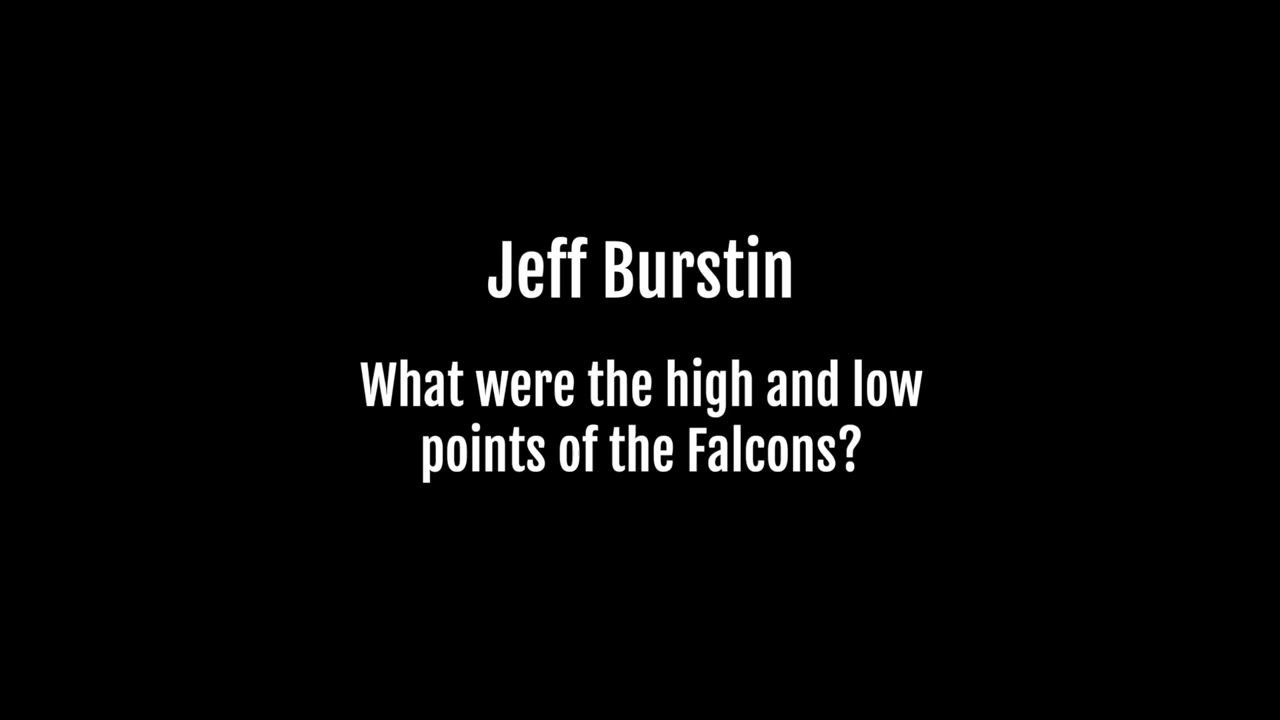 Jeff Burstin
What were the high and low
points of the Falcons?